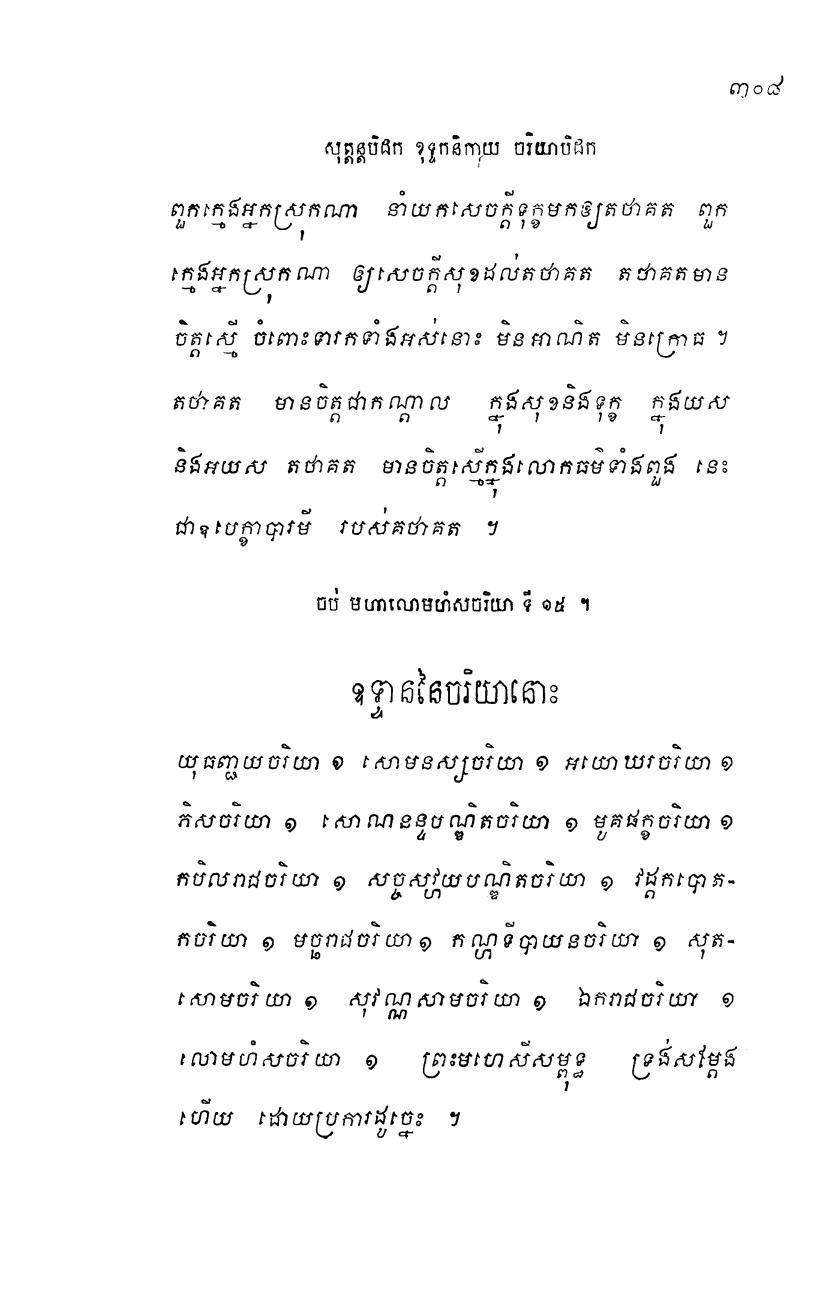 ៣០៨
សុត្តន្តបិដក ខុទ្ទកនិកាយ ចរិយាបិដក
ពួកក្មេងអ្នកស្រុកណា នាំយកសេចក្តីទុក្ខមកឲ្យតថាគត ពួក
ក្មេងអ្នកស្រុកណា ឲ្យសេចក្តីសុខដល់តថាគត តថាគតមាន
ចិត្តស្មើ ចំពោះទារកទាំងអស់នោះ មិនអាណិត មិនក្រោធ ។
តថាគត មានចិត្តជាកណ្តាល ក្នុងសុខនិងទុក្ខ ក្នុងយស
និងអយស តថាគត មានចិត្តស្មើក្នុងលោកធម៌ទាំងពួង នេះ
ជាឧបេក្ខាបារមី របស់គថាគត ។
ចប់ មហាលោមហំសចរិយា ទី ១៥ ។
ឧទ្ទាននៃចរិយានោះ
យុធញ្ជយចរិយា ១ សោមនស្សចរិយា ១ អយោឃរចរិយា ១
ភិសចរិយា ១ សោណនន្ទបណ្ឌិតចរិយា ១ មូគផក្ខចរិយា ១
កបិលរាជចរិយា ១ សច្ចសវ្ហយបណ្ឌិតចរិយា ១ វដ្តកបោត-
កចរិយា ១ មច្ឆរាជចរិយា ១ កណ្ហទីបាយនចរិយា ១ សុត-
សោមចរិយា ១ សុវណ្ណសាមចរិយា ១ ឯករាជចរិយា ១
លោមហំសចរិយា ១ ព្រះមហេសីសម្ពុទ្ធ ទ្រង់សម្តែង
ហើយ ដោយប្រការដូច្នេះ ។